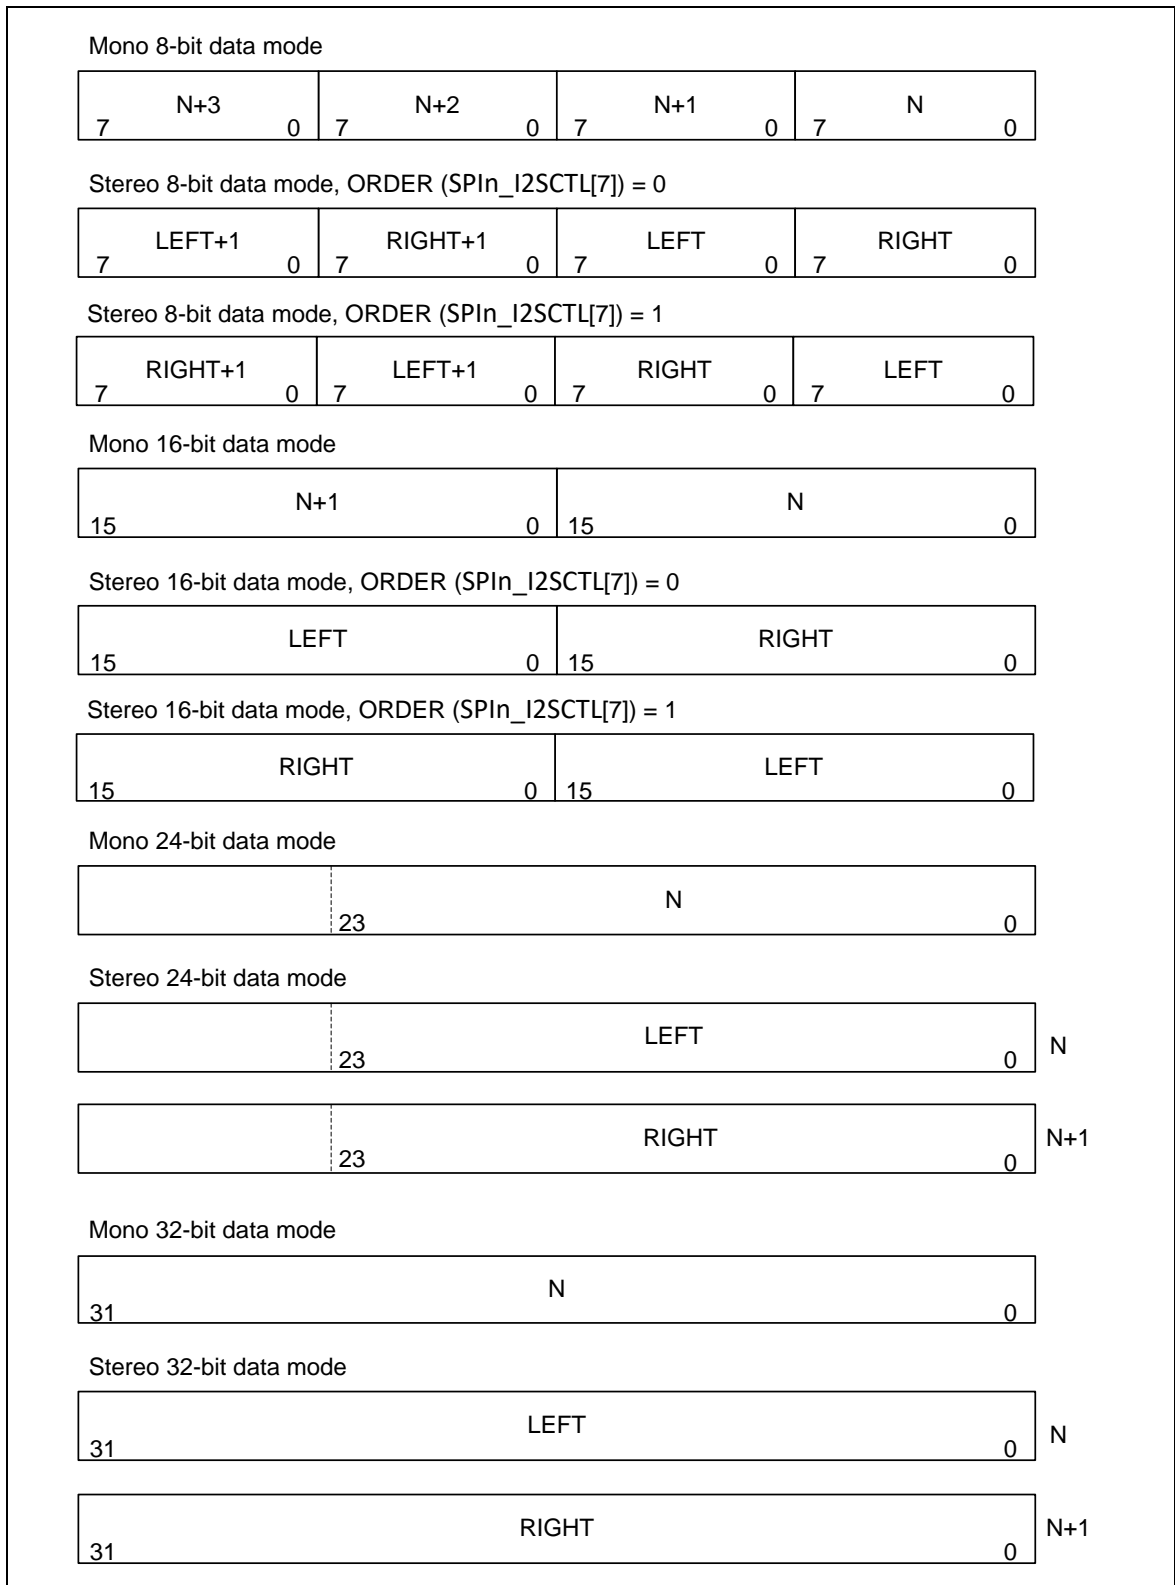 Mono 8-bit data mode
N+3 N+2 N+1 N
7 0 7 0 7 0 7 0
Stereo 8-bit data mode, ORDER (SPIn_I2SCTL[7]) = 0
LEFT+1 RIGHT+1 LEFT RIGHT
7 0 7 0 7 0 7 0
Stereo 8-bit data mode, ORDER (SPIn_I2SCTL[7]) = 1
RIGHT+1 LEFT+1 RIGHT LEFT
7 0 7 0 7 0 7 0
Mono 16-bit data mode
N+1 N
15 0 15 0
Stereo 16-bit data mode, ORDER (SPIn_I2SCTL[7]) = 0
LEFT RIGHT
15 0 15 0
Stereo 16-bit data mode, ORDER (SPIn_I2SCTL[7]) = 1
RIGHT LEFT
15 0 15 0
Mono 24-bit data mode
N
23 0
Stereo 24-bit data mode
LEFT N
23 0
RIGHT N+1
23 0
Mono 32-bit data mode
N
31 0
Stereo 32-bit data mode
LEFT N
31 0
RIGHT N+1
31 0